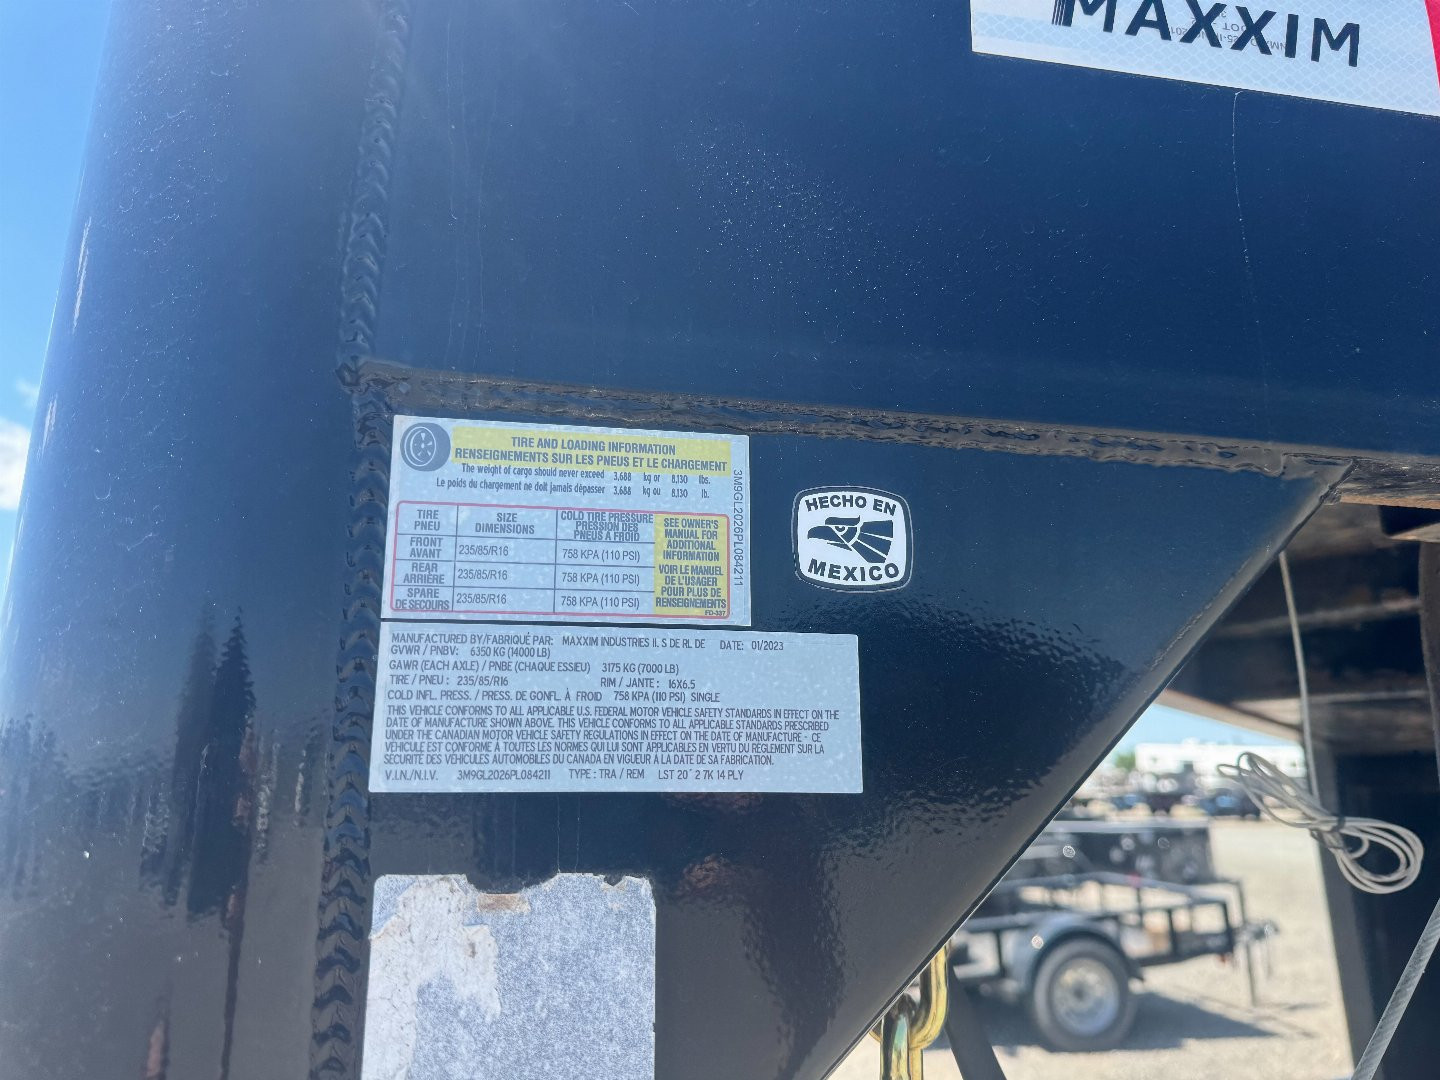 MAXXIM
TIRE AND LOADING INFORMATION
RENSEIGNEMENTS SUR LES PNEUS ET LE CHARGEMENT
The weight of cargo should never exceed 3,688 kg or 8,130 lbs.
Le poids du chargement ne doit jamais dépasser 3,688 kg ou 8,130 lb.
TIRE PNEU SIZE DIMENSIONS COLD TIRE PRESSURE PRESSION DES PNEUS À FROID
FRONT AVANT 235/85/R16 758 KPA (110 PSI)
REAR ARRIÈRE 235/85/R16 758 KPA (110 PSI)
SPARE DE SECOURS 235/85/R16 758 KPA (110 PSI)
SEE OWNER'S
MANUAL FOR
ADDITIONAL
INFORMATION
VOIR LE MANUEL
DE L'USAGER
POUR PLUS DE
RENSEIGNEMENTS
FD-337
3M9GL2026PL084211
HECHO EN
MEXICO
MANUFACTURED BY/FABRIQUÉ PAR: MAXXIM INDUSTRIES II, S DE RL DE DATE: 01/2023
GVWR / PNBV: 6350 KG (14000 LB)
GAWR (EACH AXLE) / PNBE (CHAQUE ESSIEU) 3175 KG (7000 LB)
TIRE / PNEU : 235/85/R16 RIM / JANTE : 16X6.5
COLD INFL. PRESS. / PRESS. DE GONFL. À FROID 758 KPA (110 PSI) SINGLE
THIS VEHICLE CONFORMS TO ALL APPLICABLE U.S. FEDERAL MOTOR VEHICLE SAFETY STANDARDS IN EFFECT ON THE
DATE OF MANUFACTURE SHOWN ABOVE. THIS VEHICLE CONFORMS TO ALL APPLICABLE STANDARDS PRESCRIBED
UNDER THE CANADIAN MOTOR VEHICLE SAFETY REGULATIONS IN EFFECT ON THE DATE OF MANUFACTURE - CE
VÉHICULE EST CONFORME À TOUTES LES NORMES QUI LUI SONT APPLICABLES EN VERTU DU RÈGLEMENT SUR LA
SÉCURITÉ DES VÉHICULES AUTOMOBILES DU CANADA EN VIGUEUR À LA DATE DE SA FABRICATION.
V.I.N./N.I.V. 3M9GL2026PL084211 TYPE : TRA / REM LST 20' 2 7K 14 PLY